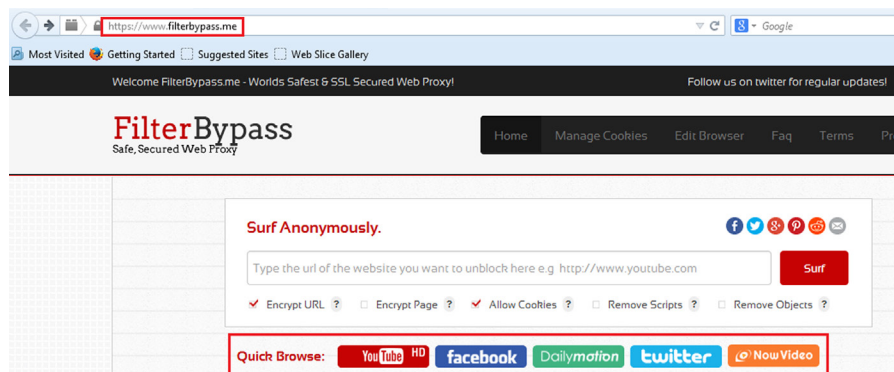 https://www.filterbypass.me
Google
Most Visited Getting Started Suggested Sites Web Slice Gallery
Welcome FilterBypass.me - Worlds Safest & SSL Secured Web Proxy! Follow us on twitter for regular updates!
FilterBypass
Safe, Secured Web Proxy
Home Manage Cookies Edit Browser Faq Terms
Surf Anonymously.
Type the url of the website you want to unblock here e.g http://www.youtube.com Surf
Encrypt URL ? Encrypt Page ? Allow Cookies ? Remove Scripts ? Remove Objects ?
Quick Browse: YouTube HD facebook Dailymotion twitter Now Video